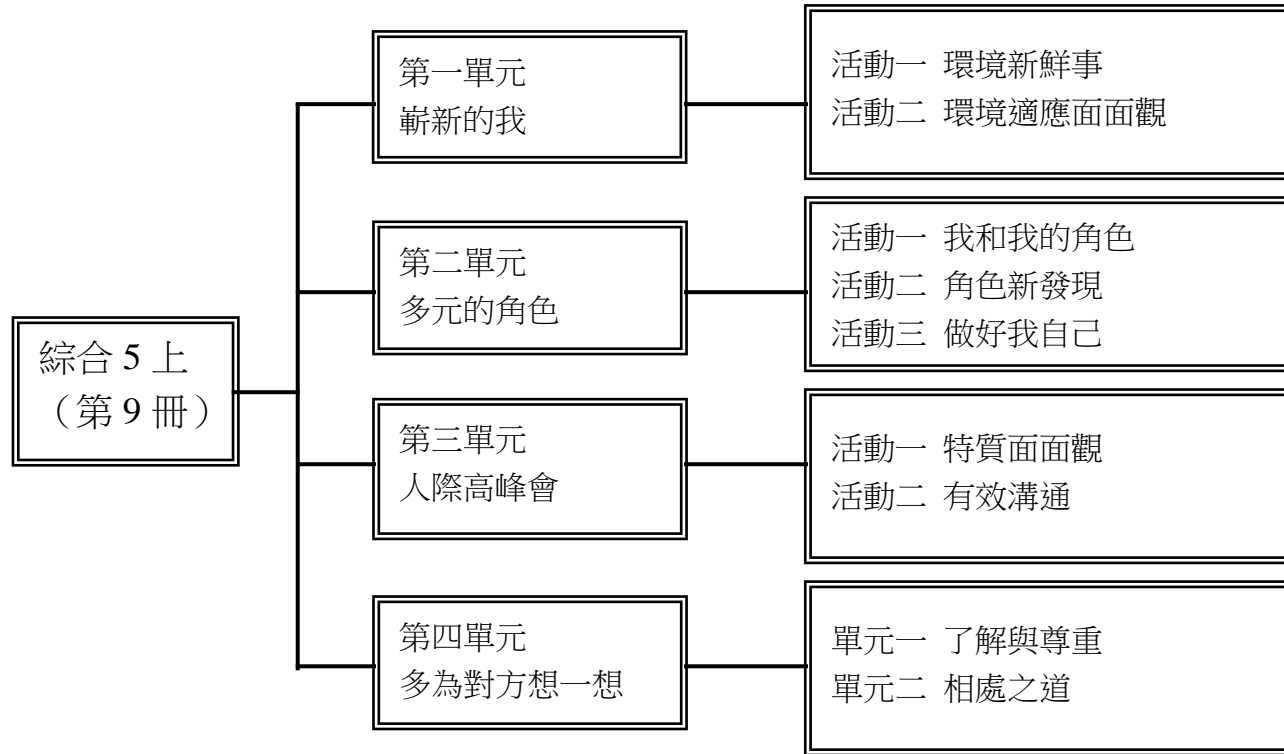 綜合 5 上
（第 9 冊）
第一單元
嶄新的我
活動一 環境新鮮事
活動二 環境適應面面觀
第二單元
多元的角色
活動一 我和我的角色
活動二 角色新發現
活動三 做好我自己
第三單元
人際高峰會
活動一 特質面面觀
活動二 有效溝通
第四單元
多為對方想一想
單元一 了解與尊重
單元二 相處之道